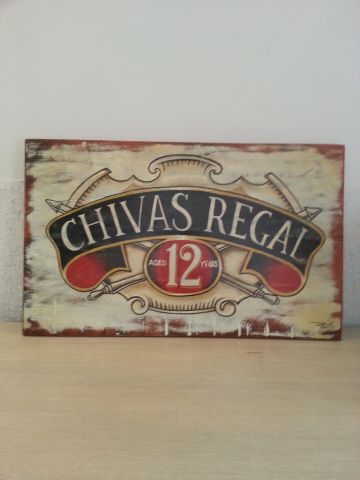 CHIVAS REGAL
AGED 12 YEARS